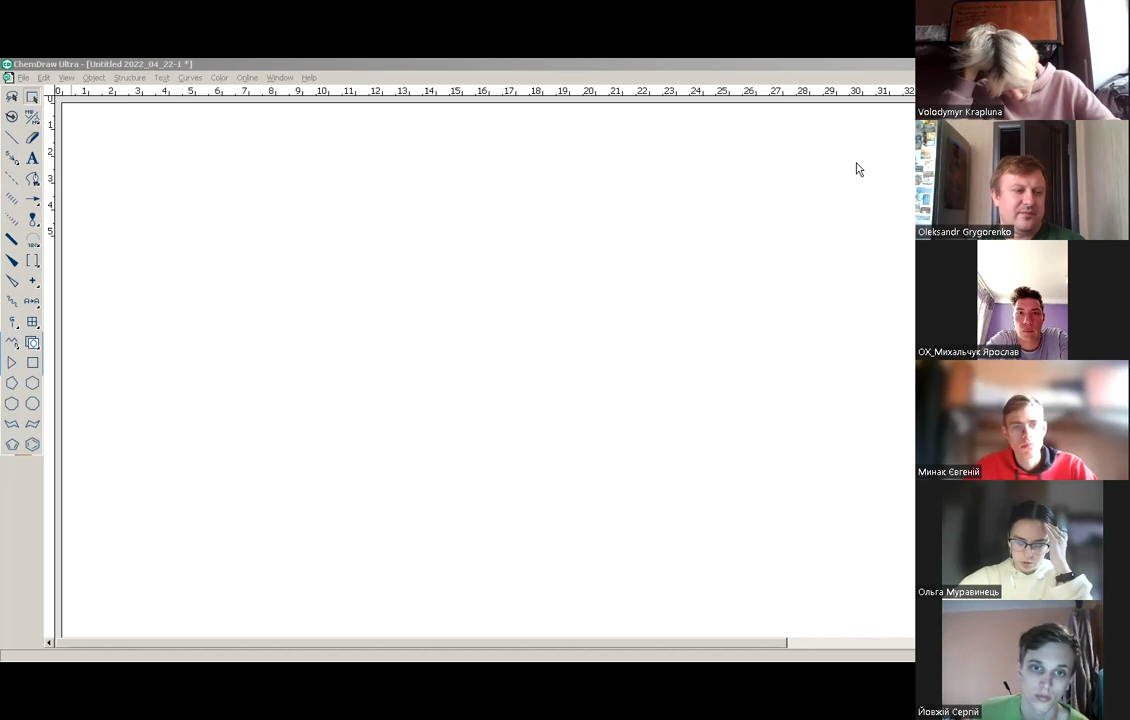 ChemDraw Ultra - [Untitled 2022_04_22-1 *]
File Edit View Object Structure Text Curves Color Online Window Help
0 1 2 3 4 5 6 7 8 9 10 11 12 13 14 15 16 17 18 19 20 21 22 23 24 25 26 27 28 29 30 31 32
0
1
2
3
4
5
A
Volodymyr Krapluna
Oleksandr Grygorenko
ОХ_Михальчук Ярослав
Минак Євгеній
Ольга Муравинець
Йовжій Сергій